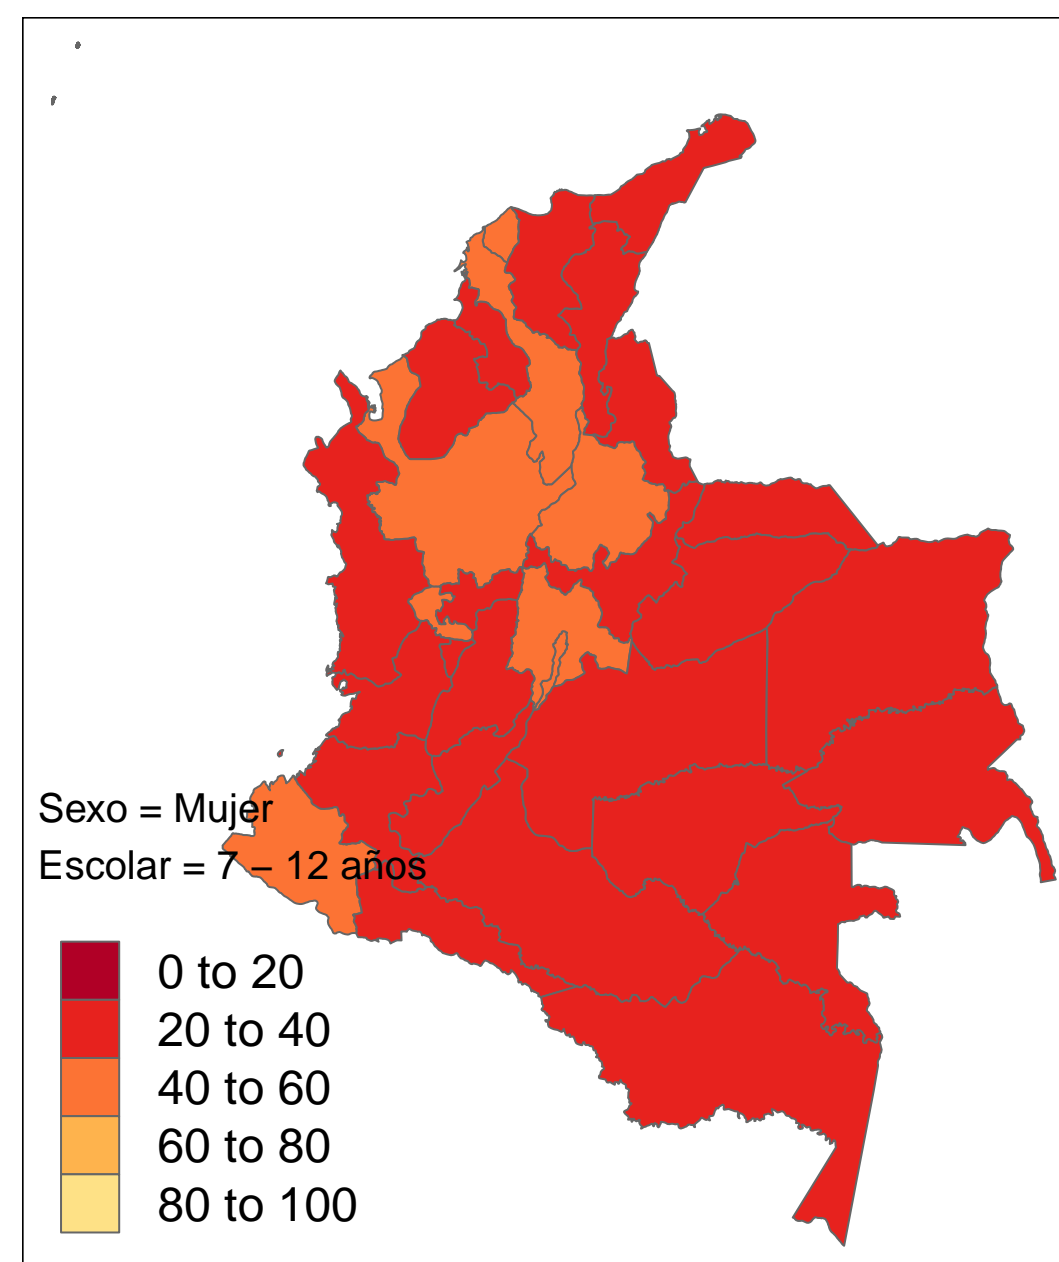 Sexo = Mujer
Escolar = 7 – 12 años
0 to 20
20 to 40
40 to 60
60 to 80
80 to 100